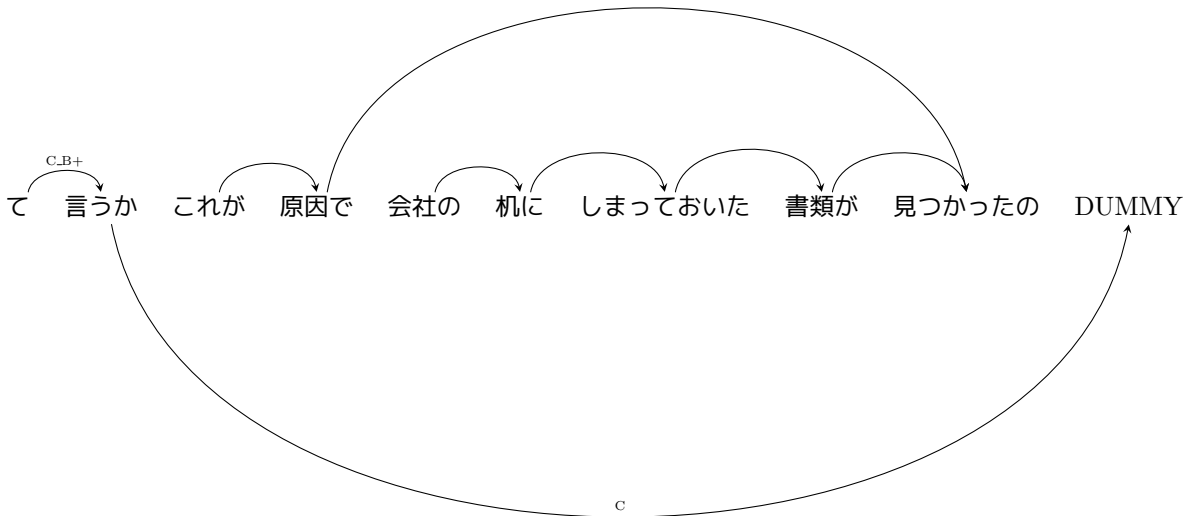 C_B+
て 言うか これが 原因で 会社の 机に しまっておいた 書類が 見つかったの DUMMY
C